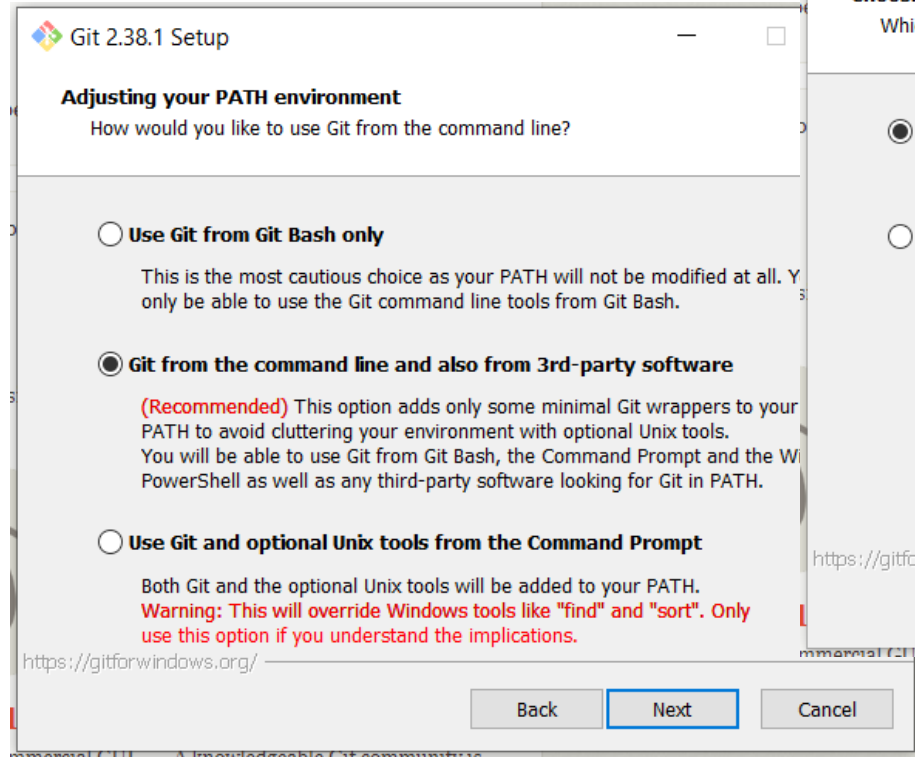 Git 2.38.1 Setup
Adjusting your PATH environment
How would you like to use Git from the command line?
Use Git from Git Bash only
This is the most cautious choice as your PATH will not be modified at all. Y
only be able to use the Git command line tools from Git Bash.
Git from the command line and also from 3rd-party software
(Recommended) This option adds only some minimal Git wrappers to your
PATH to avoid cluttering your environment with optional Unix tools.
You will be able to use Git from Git Bash, the Command Prompt and the Wi
PowerShell as well as any third-party software looking for Git in PATH.
Use Git and optional Unix tools from the Command Prompt
Both Git and the optional Unix tools will be added to your PATH.
Warning: This will override Windows tools like "find" and "sort". Only
use this option if you understand the implications.
https://gitforwindows.org/
Back
Next
Cancel
Whi
https://gitfo